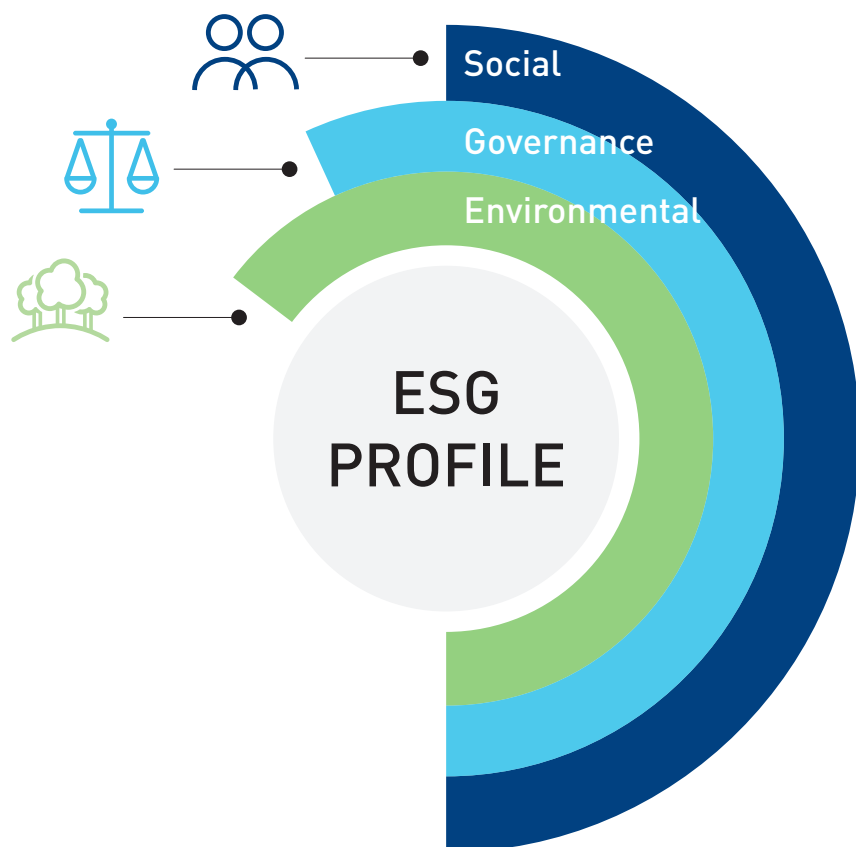 Social
Governance
Environmental
ESG
PROFILE